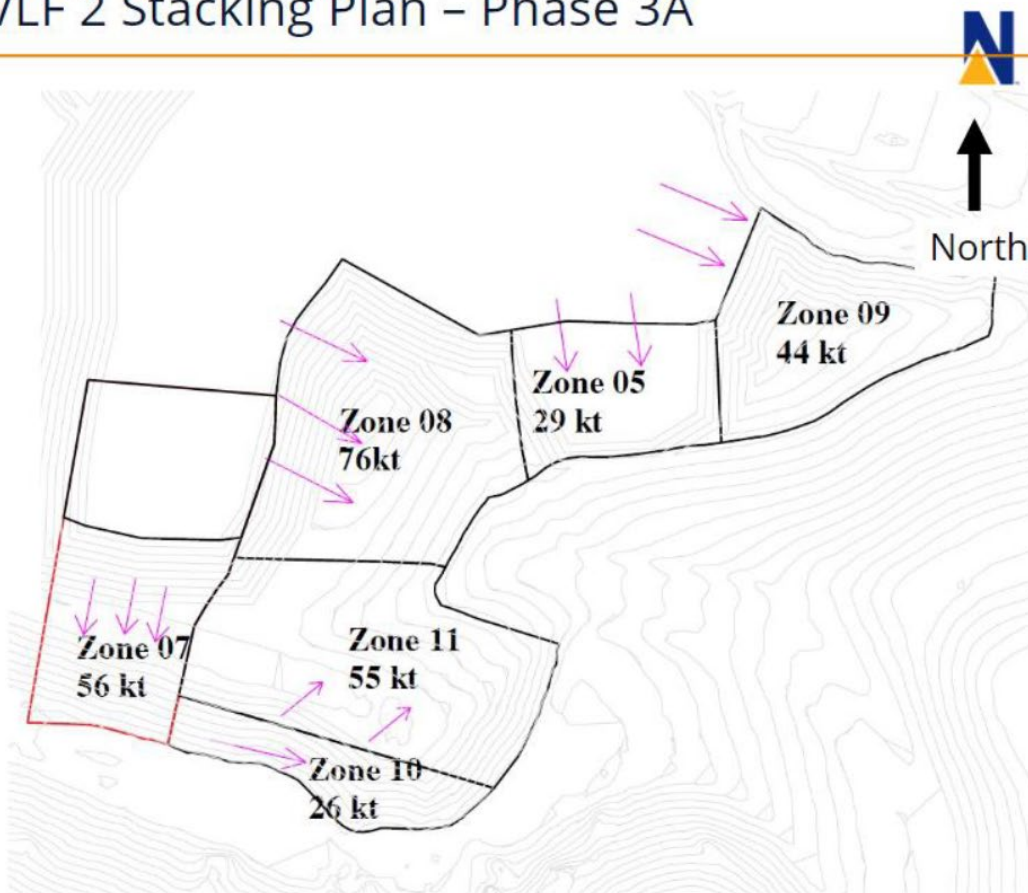 VLF 2 Stacking Plan – Phase 3A
N
North
Zone 09
44 kt
Zone 05
29 kt
Zone 08
76kt
Zone 11
55 kt
Zone 07
56 kt
Zone 10
26 kt